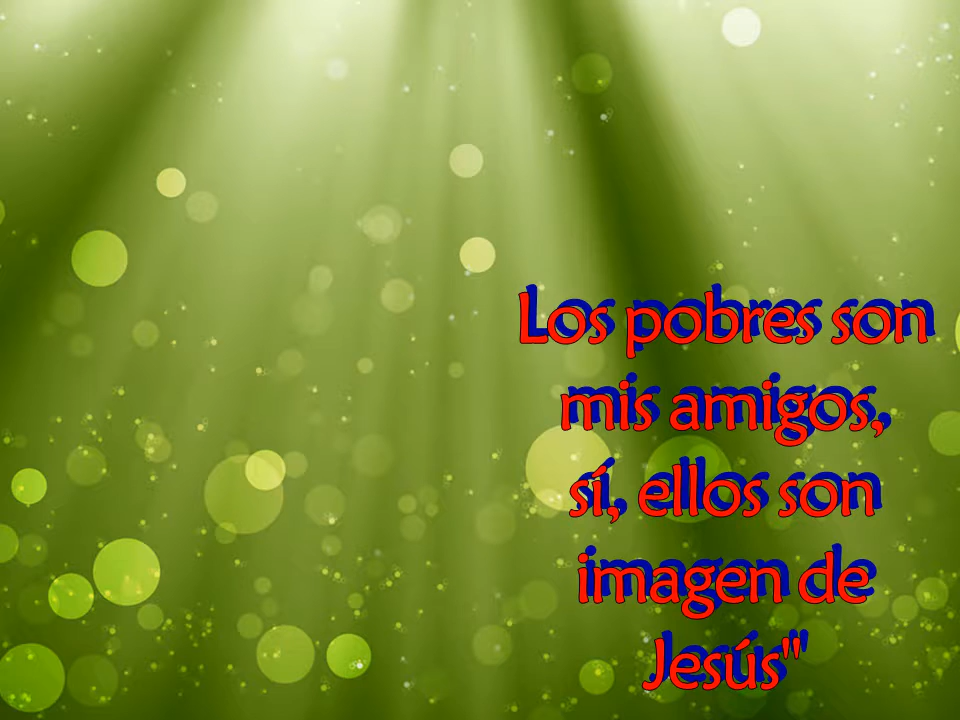 Los pobres son
mis amigos,
sí, ellos son
imagen de
Jesús"